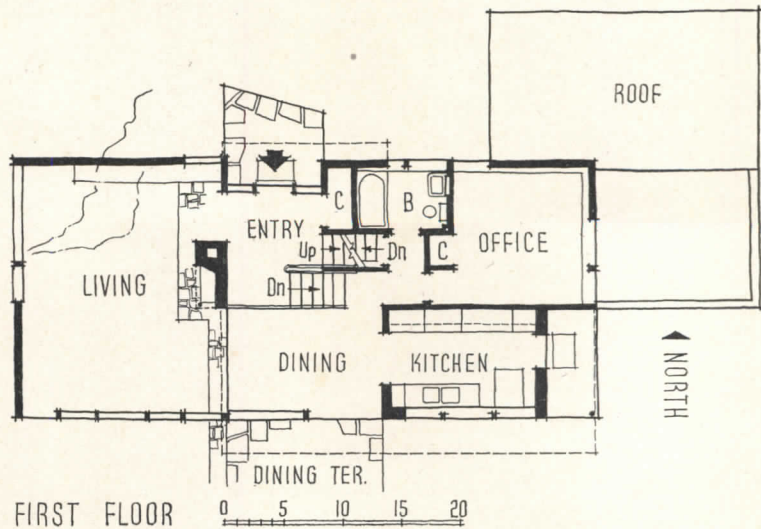 ROOF
C
B
ENTRY
Up
Dn
C
OFFICE
LIVING
Dn
DINING
KITCHEN
NORTH
DINING TER.
FIRST FLOOR
0 5 10 15 20